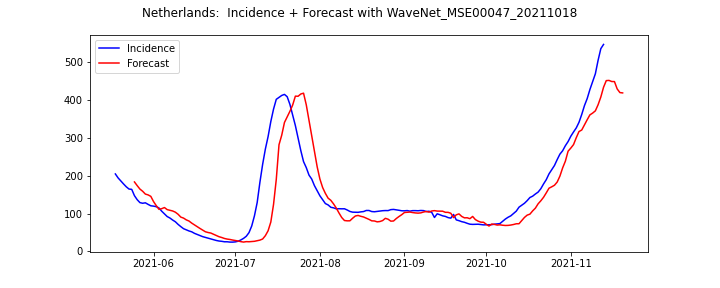 Netherlands:  Incidence + Forecast with WaveNet_MSE00047_20211018
Incidence
Forecast
500
400
300
200
100
0
2021-06 2021-07 2021-08 2021-09 2021-10 2021-11